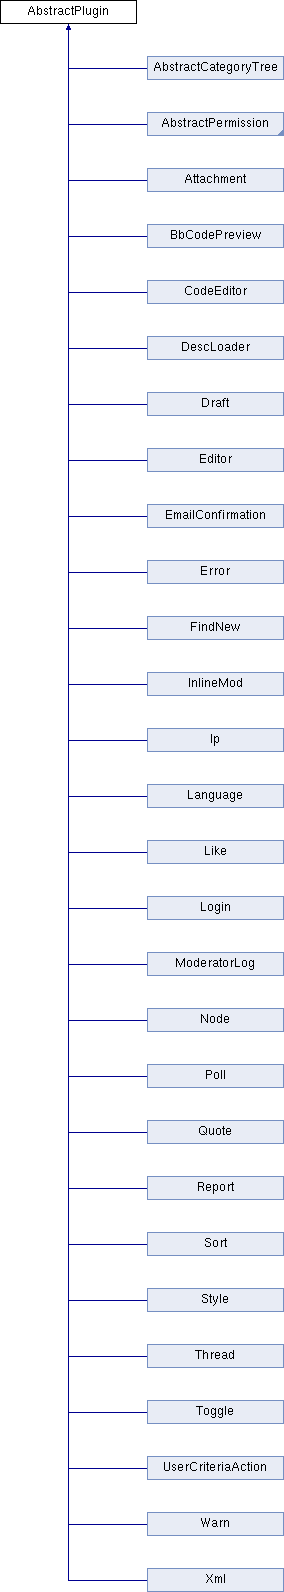 AbstractPlugin
AbstractCategoryTree
AbstractPermission
Attachment
BbCodePreview
CodeEditor
DescLoader
Draft
Editor
EmailConfirmation
Error
FindNew
InlineMod
Ip
Language
Like
Login
ModeratorLog
Node
Poll
Quote
Report
Sort
Style
Thread
Toggle
UserCriteriaAction
Warn
Xml